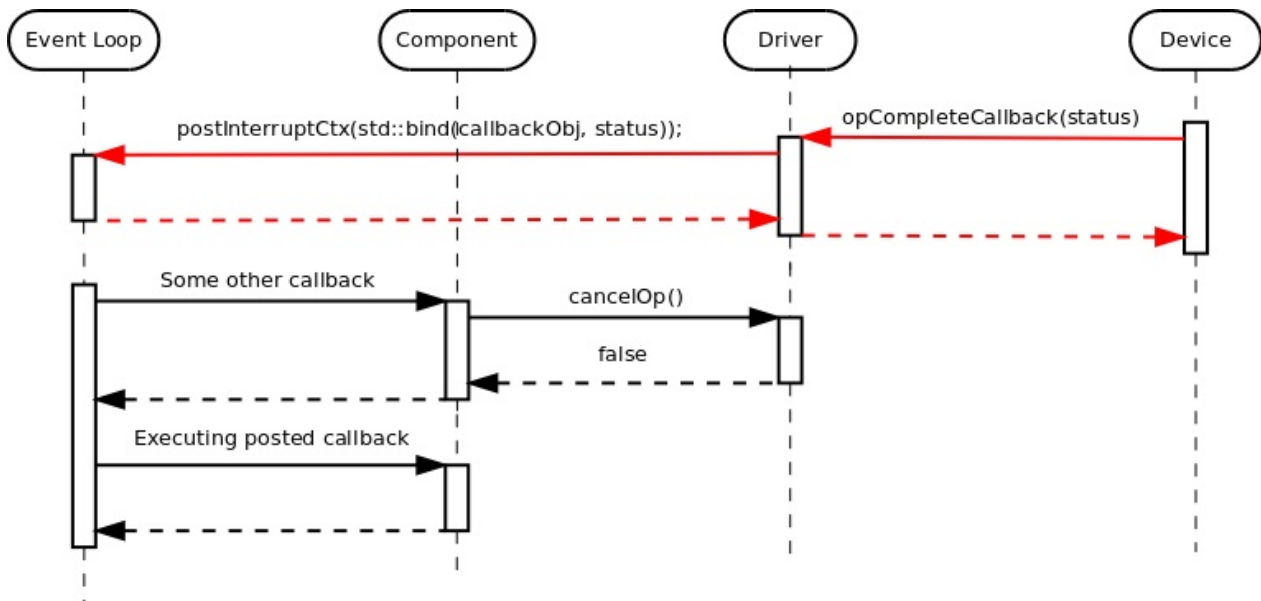 Event Loop
Component
Driver
Device
opCompleteCallback(status)
postInterruptCtx(std::bind(callbackObj, status));
Some other callback
cancelOp()
false
Executing posted callback